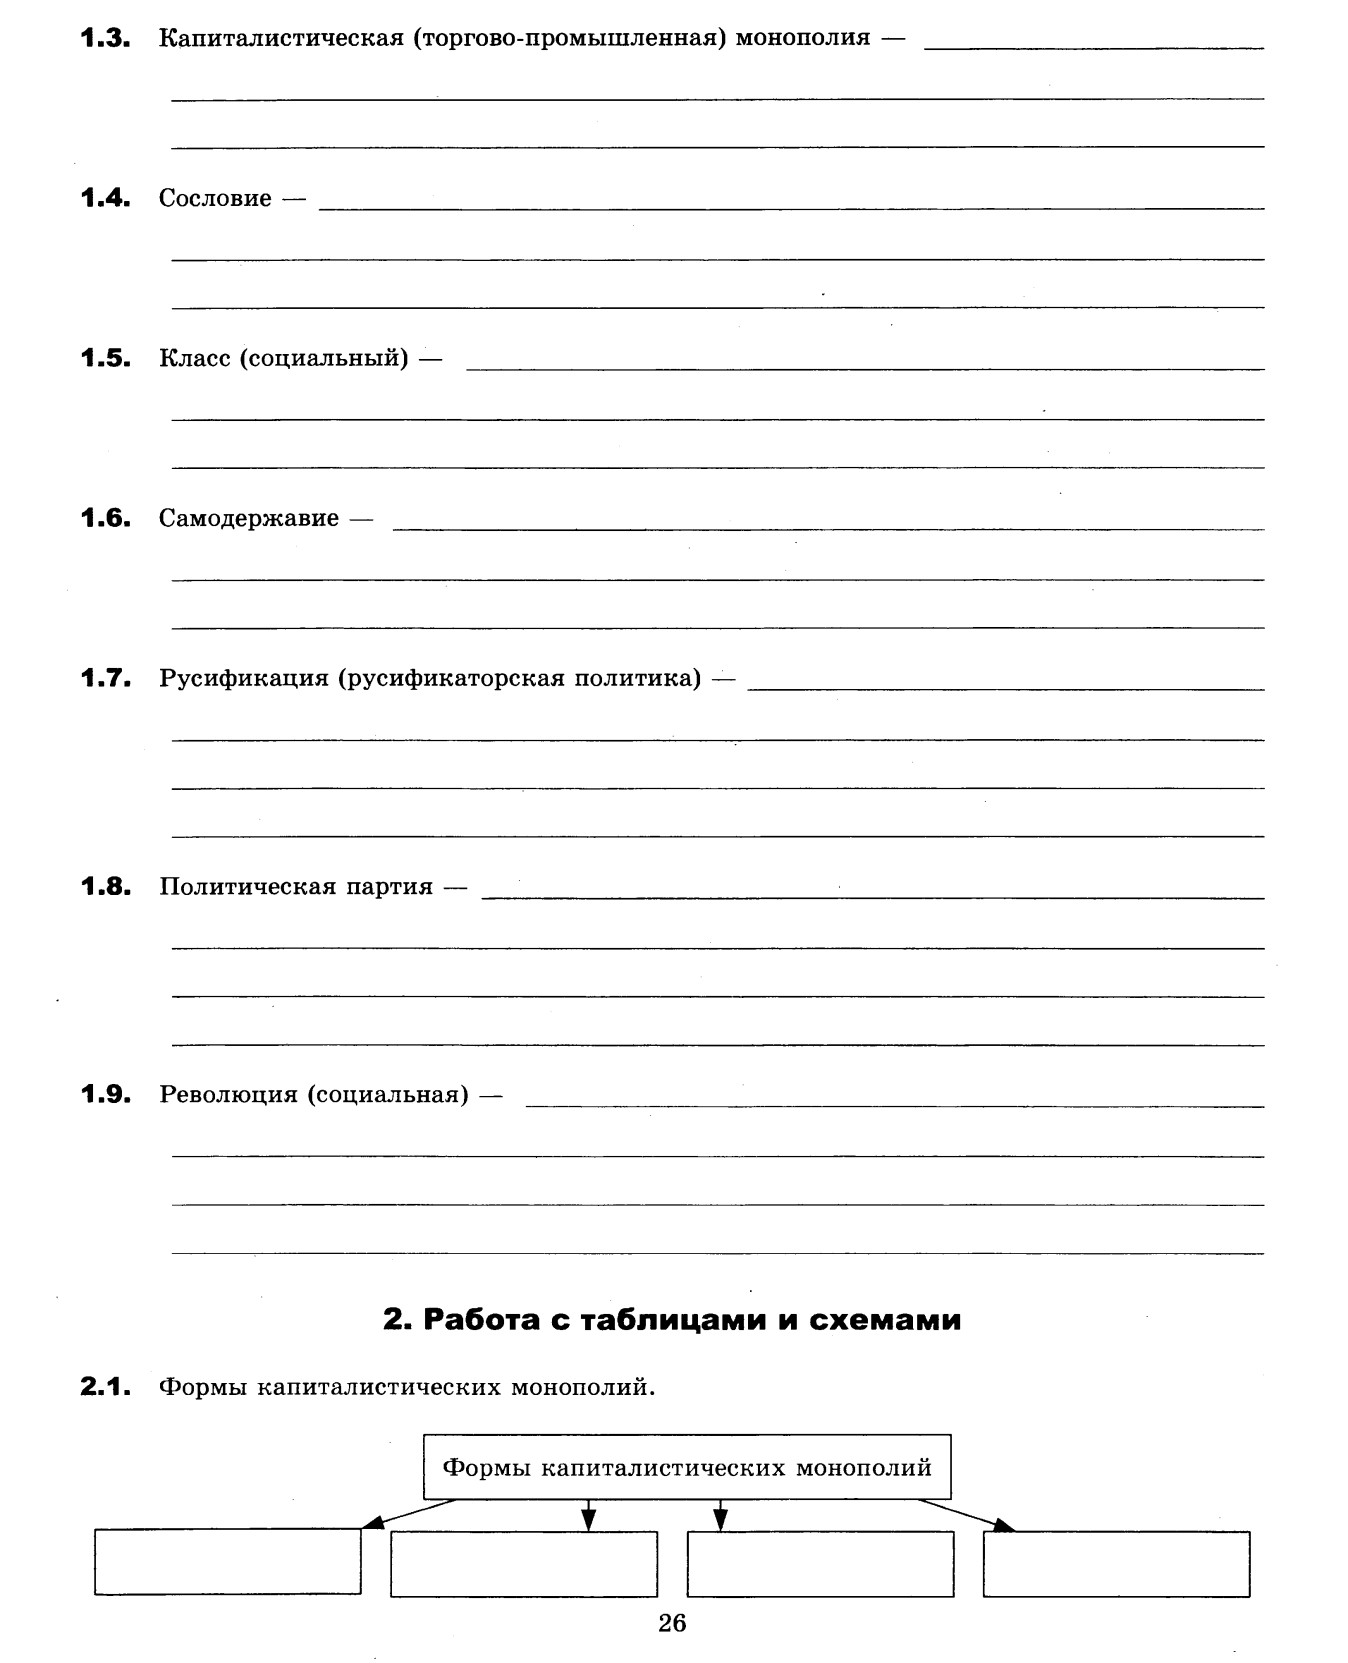 1.3. Капиталистическая (торгово-промышленная) монополия —
1.4. Сословие —
1.5. Класс (социальный) —
1.6. Самодержавие —
1.7. Русификация (русификаторская политика) —
1.8. Политическая партия —
1.9. Революция (социальная) —
2. Работа с таблицами и схемами
2.1. Формы капиталистических монополий.
Формы капиталистических монополий
26